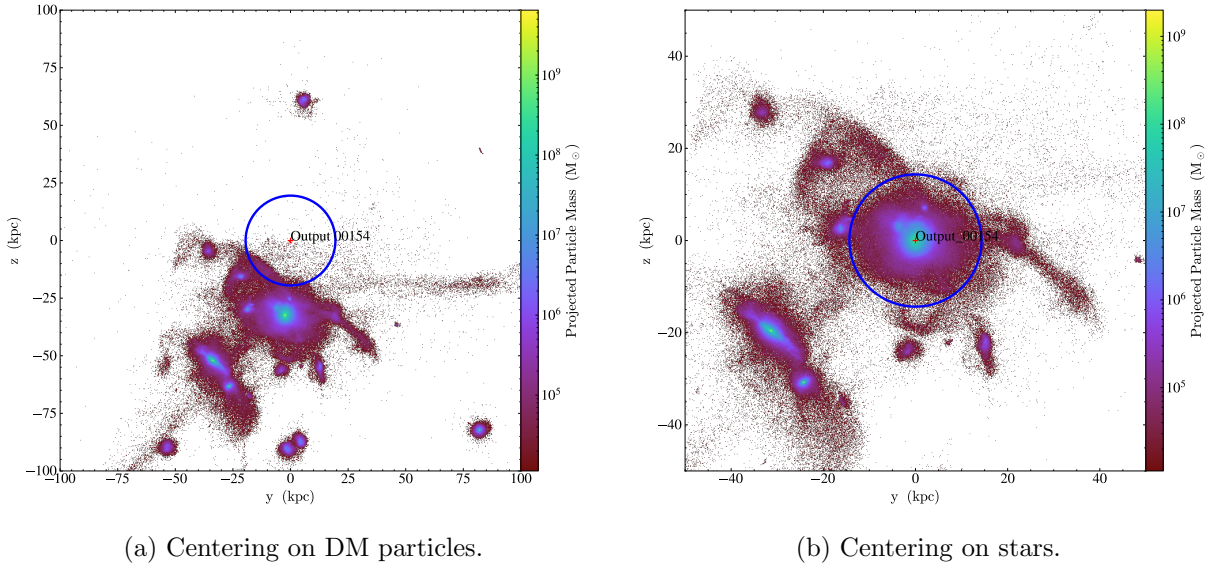 100
75
50
25
0
−25
−50
−75
−100
z (kpc)
−100 −75 −50 −25 0 25 50 75 100
y (kpc)
Output_00154
10⁹
10⁸
10⁷
10⁶
10⁵
Projected Particle Mass (M☉)
(a) Centering on DM particles.
40
20
0
−20
−40
z (kpc)
−40 −20 0 20 40
y (kpc)
Output_00154
10⁹
10⁸
10⁷
10⁶
10⁵
Projected Particle Mass (M☉)
(b) Centering on stars.